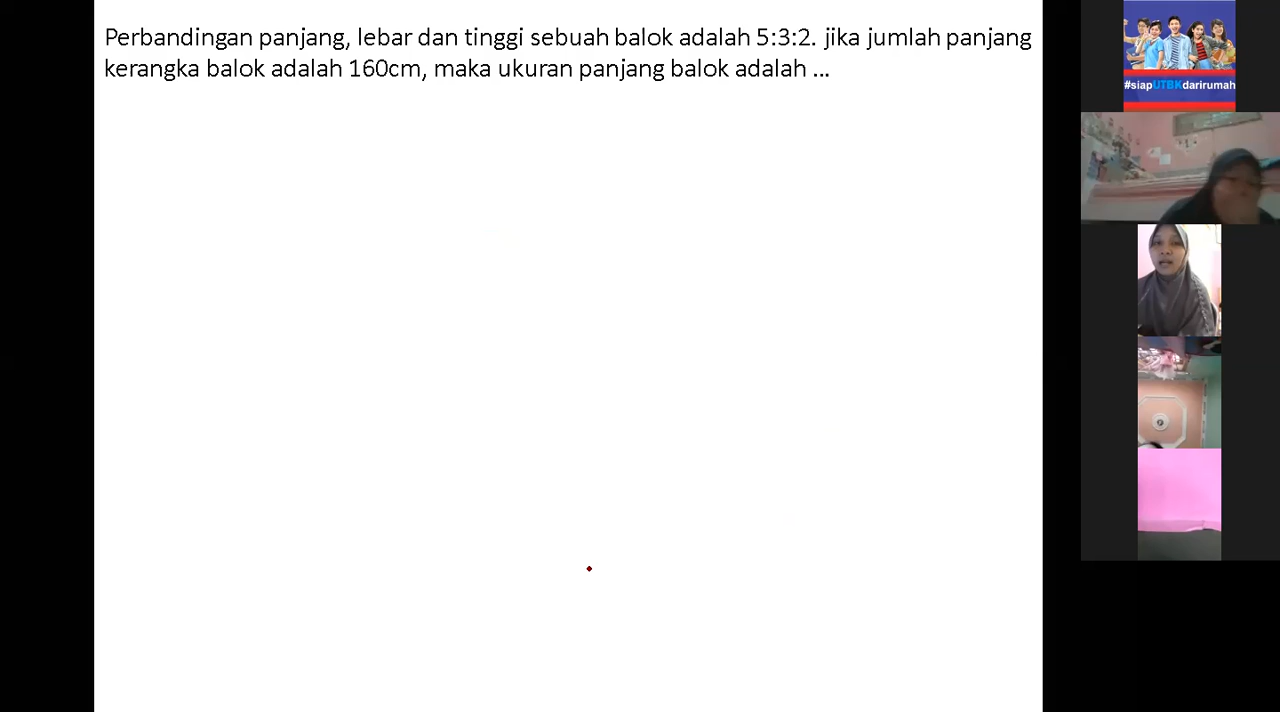 Perbandingan panjang, lebar dan tinggi sebuah balok adalah 5:3:2. jika jumlah panjang
kerangka balok adalah 160cm, maka ukuran panjang balok adalah ...
#siapUTBKdarirumah